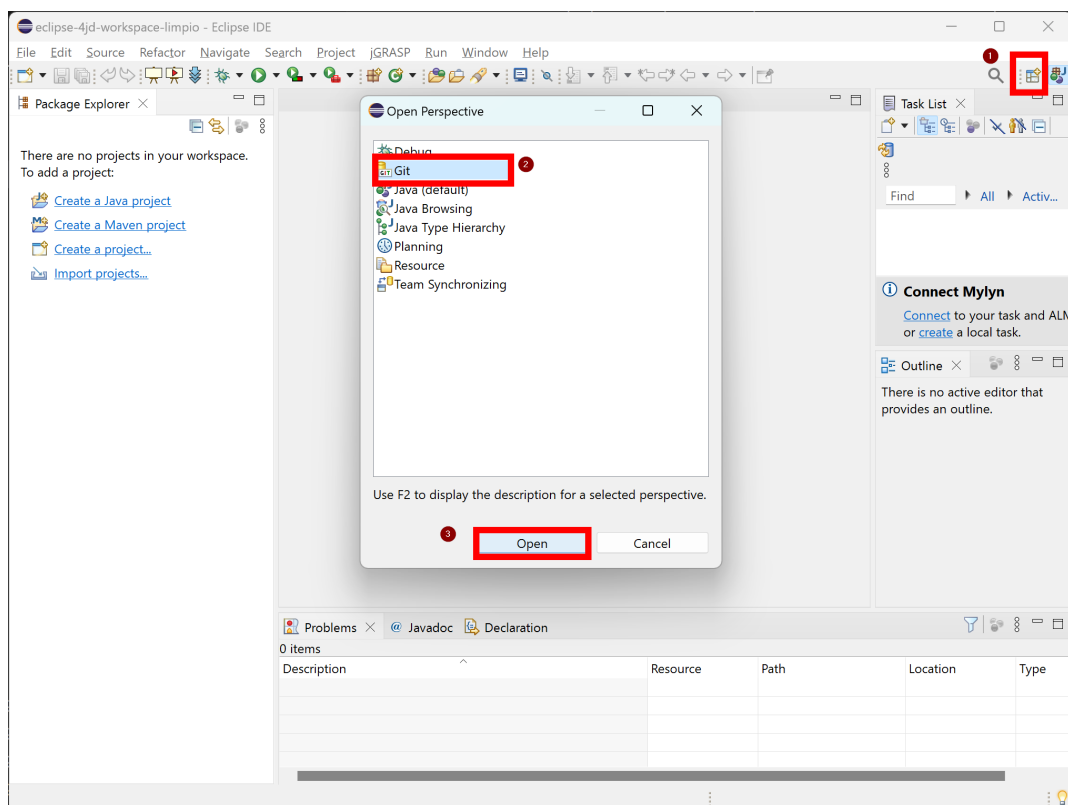 eclipse-4jd-workspace-limpio - Eclipse IDE
File Edit Source Refactor Navigate Search Project jGRASP Run Window Help
1
Package Explorer
There are no projects in your workspace.
To add a project:
Create a Java project
Create a Maven project
Create a project...
Import projects...
Open Perspective
Debug
Git
2
Java (default)
Java Browsing
Java Type Hierarchy
Planning
Resource
Team Synchronizing
Use F2 to display the description for a selected perspective.
3
Open
Cancel
Task List
Find
All
Activ...
Connect Mylyn
Connect to your task and ALM
or create a local task.
Outline
There is no active editor that
provides an outline.
Problems
@ Javadoc
Declaration
0 items
Description Resource Path Location Type